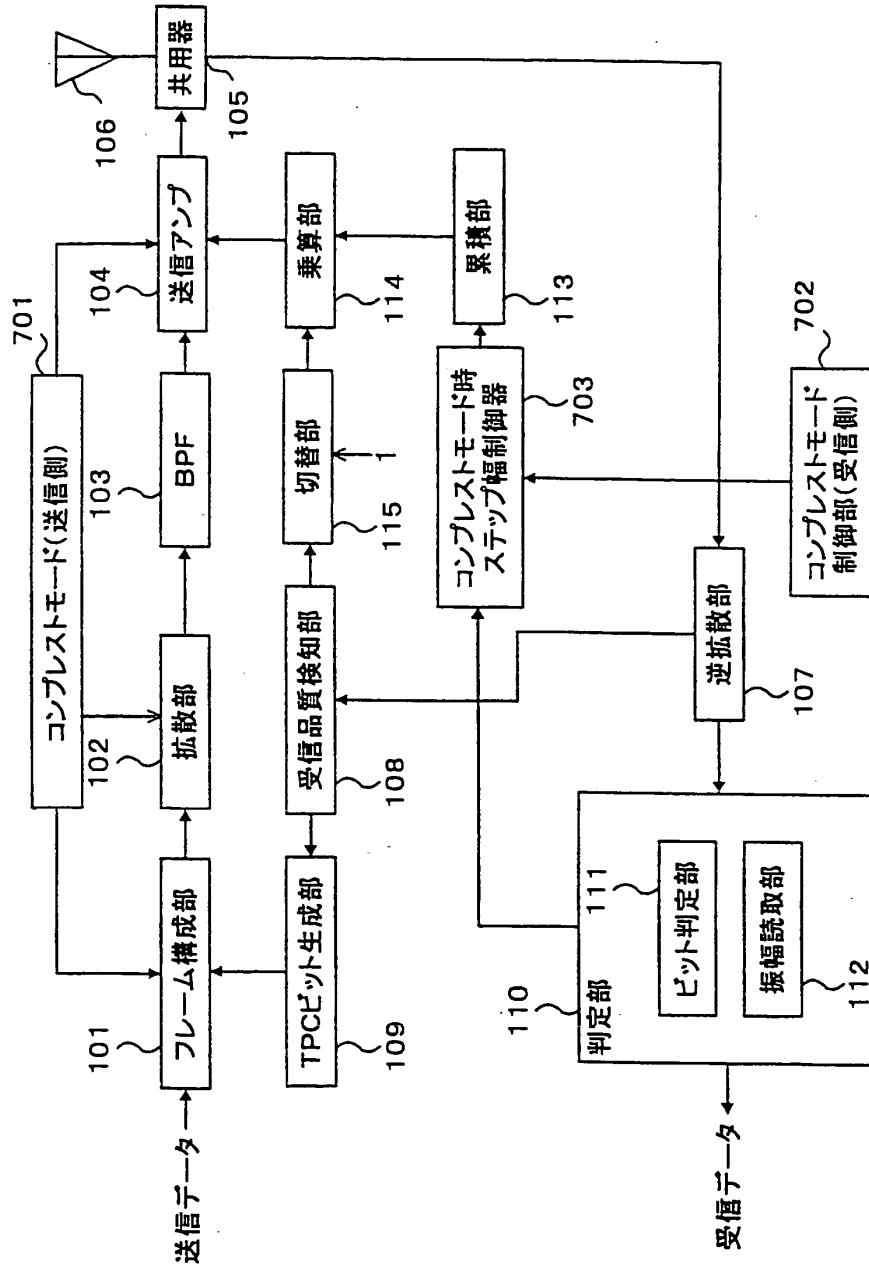 コンプレストモード(送信側)
701
送信データ
フレーム構成部
101
拡散部
102
BPF
103
送信アンプ
104
共用器
105
106
TPCビット生成部
109
受信品質検知部
108
切替部
115
1
乗算部
114
コンプレストモード時
ステップ幅制御器
703
累積部
113
コンプレストモード
制御部(受信側)
702
逆拡散部
107
判定部
110
ビット判定部
111
振幅読取部
112
受信データ